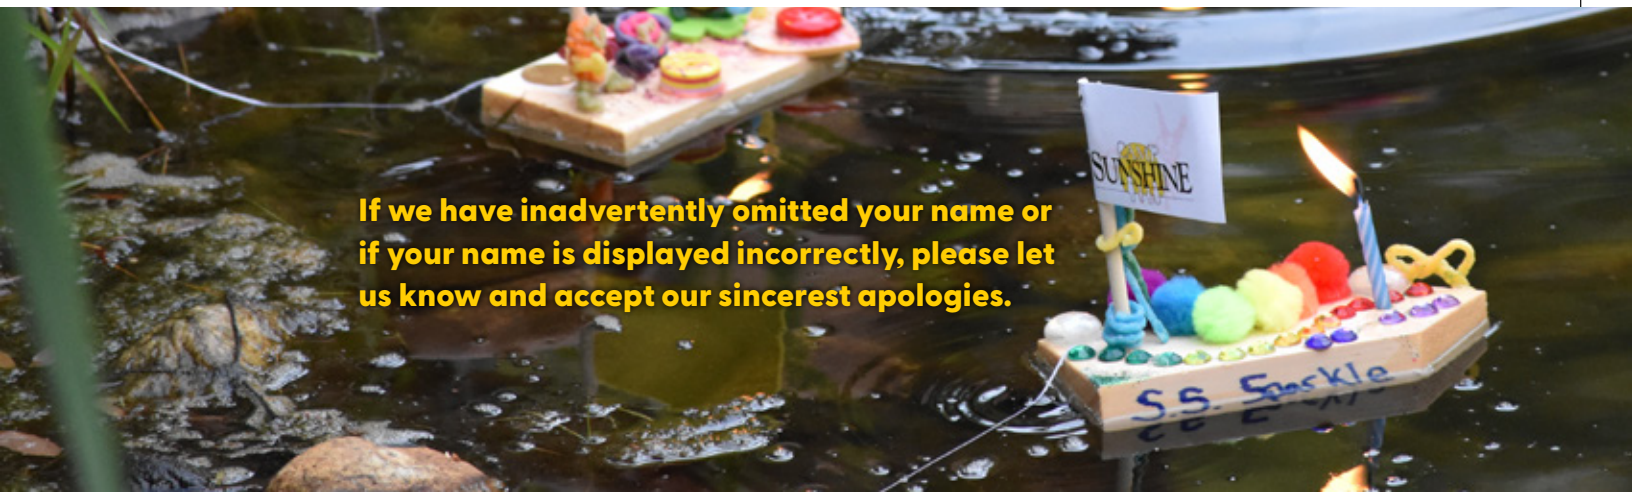 SUNSHINE
If we have inadvertently omitted your name or
if your name is displayed incorrectly, please let
us know and accept our sincerest apologies.
S.S. Sparkle